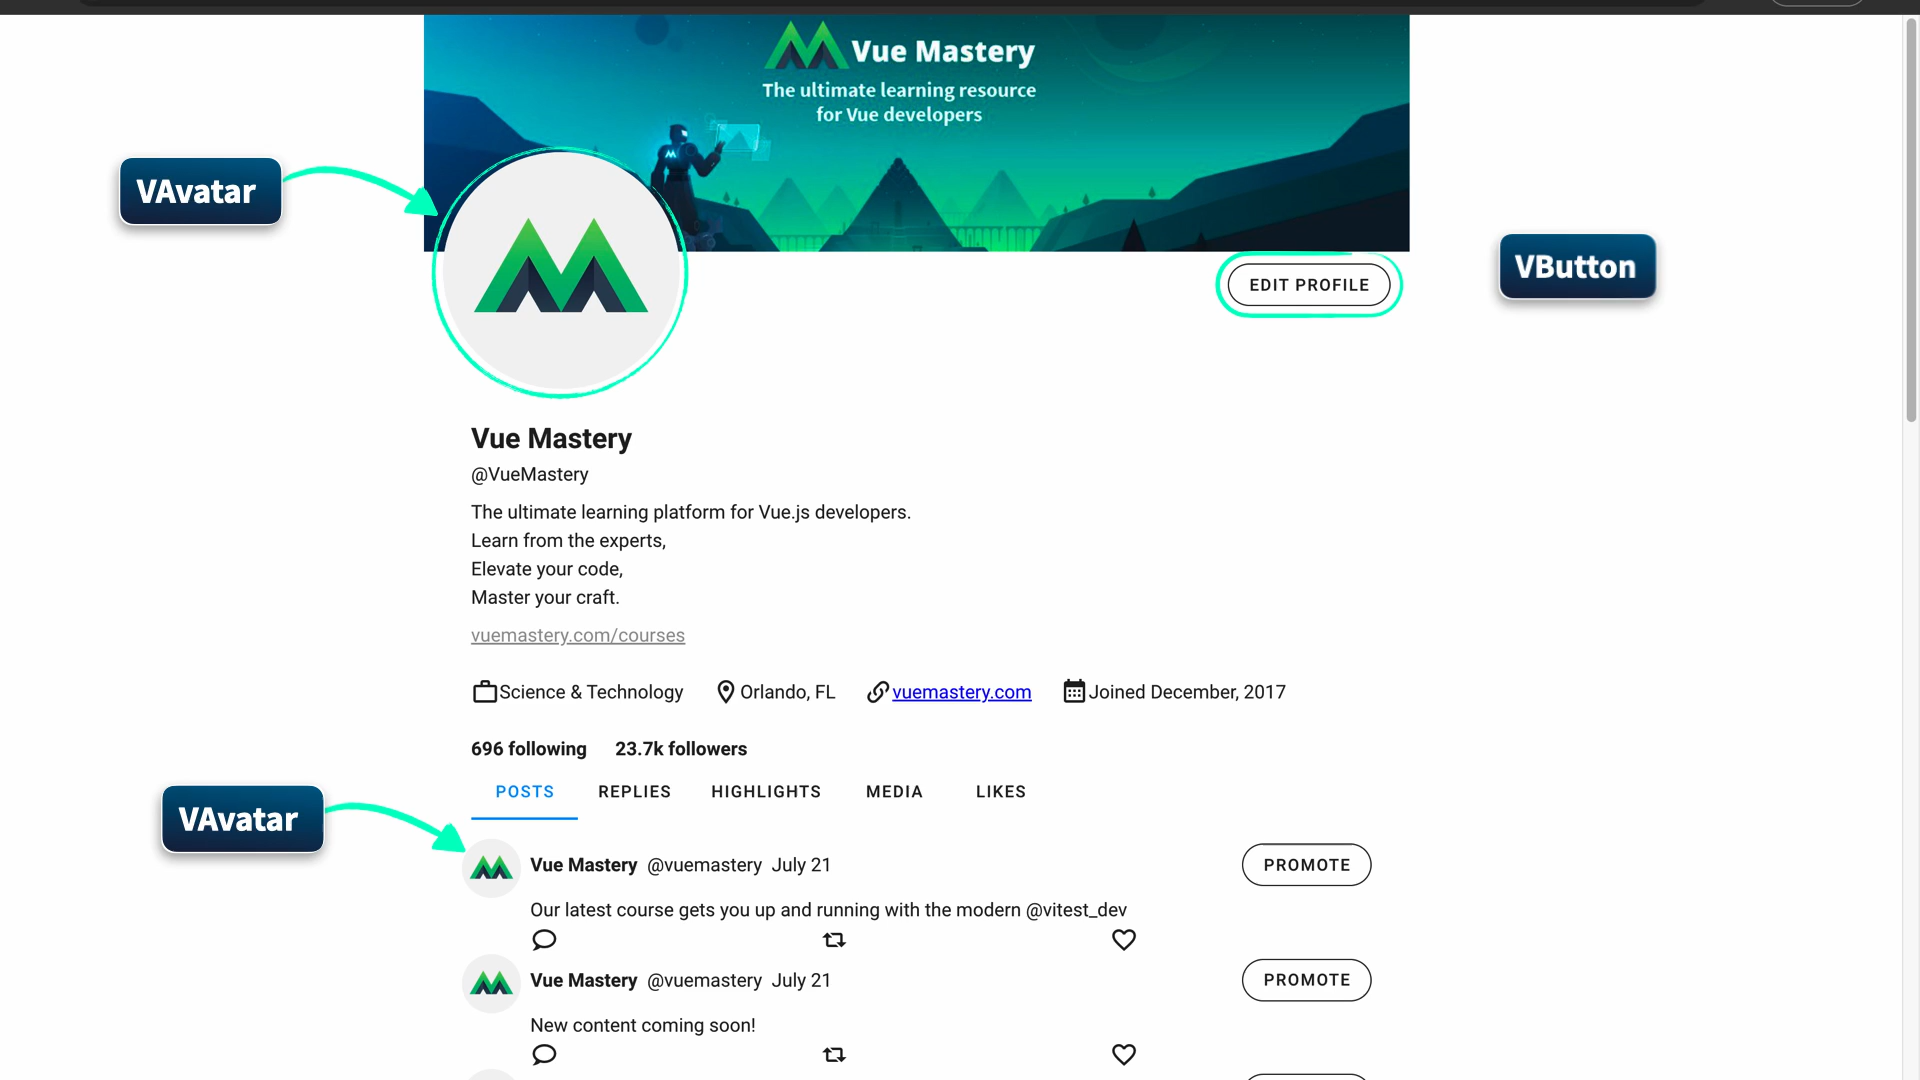 Vue Mastery
The ultimate learning resource
for Vue developers
VAvatar
EDIT PROFILE
VButton
Vue Mastery
@VueMastery
The ultimate learning platform for Vue.js developers.
Learn from the experts,
Elevate your code,
Master your craft.
vuemastery.com/courses
Science & Technology Orlando, FL vuemastery.com Joined December, 2017
696 following 23.7k followers
POSTS REPLIES HIGHLIGHTS MEDIA LIKES
VAvatar
Vue Mastery @vuemastery July 21 PROMOTE
Our latest course gets you up and running with the modern @vitest_dev
Vue Mastery @vuemastery July 21 PROMOTE
New content coming soon!